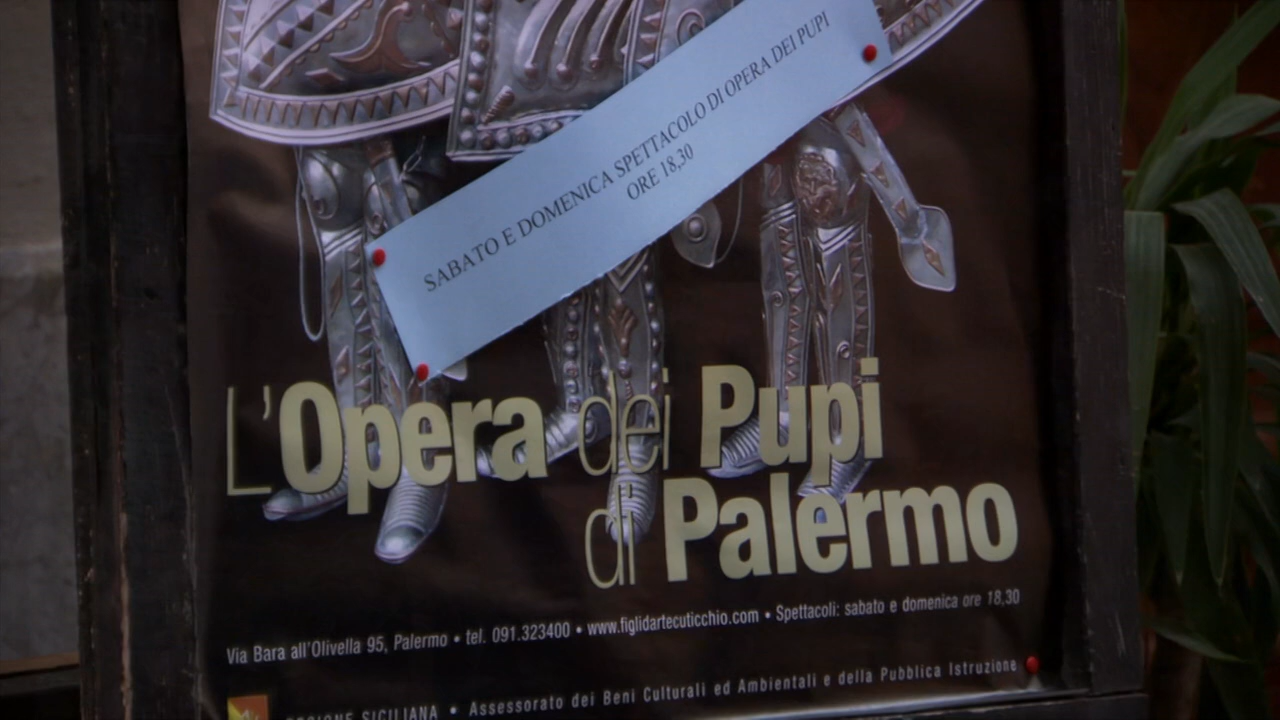 SABATO E DOMENICA SPETTACOLO DI OPERA DEI PUPI
ORE 18,30
L'Opera dei Pupi
di Palermo
Via Bara all'Olivella 95, Palermo • tel. 091.323400 • www.figlidartecuticchio.com • Spettacoli: sabato e domenica ore 18,30
REGIONE SICILIANA • Assessorato dei Beni Culturali ed Ambientali e della Pubblica Istruzione